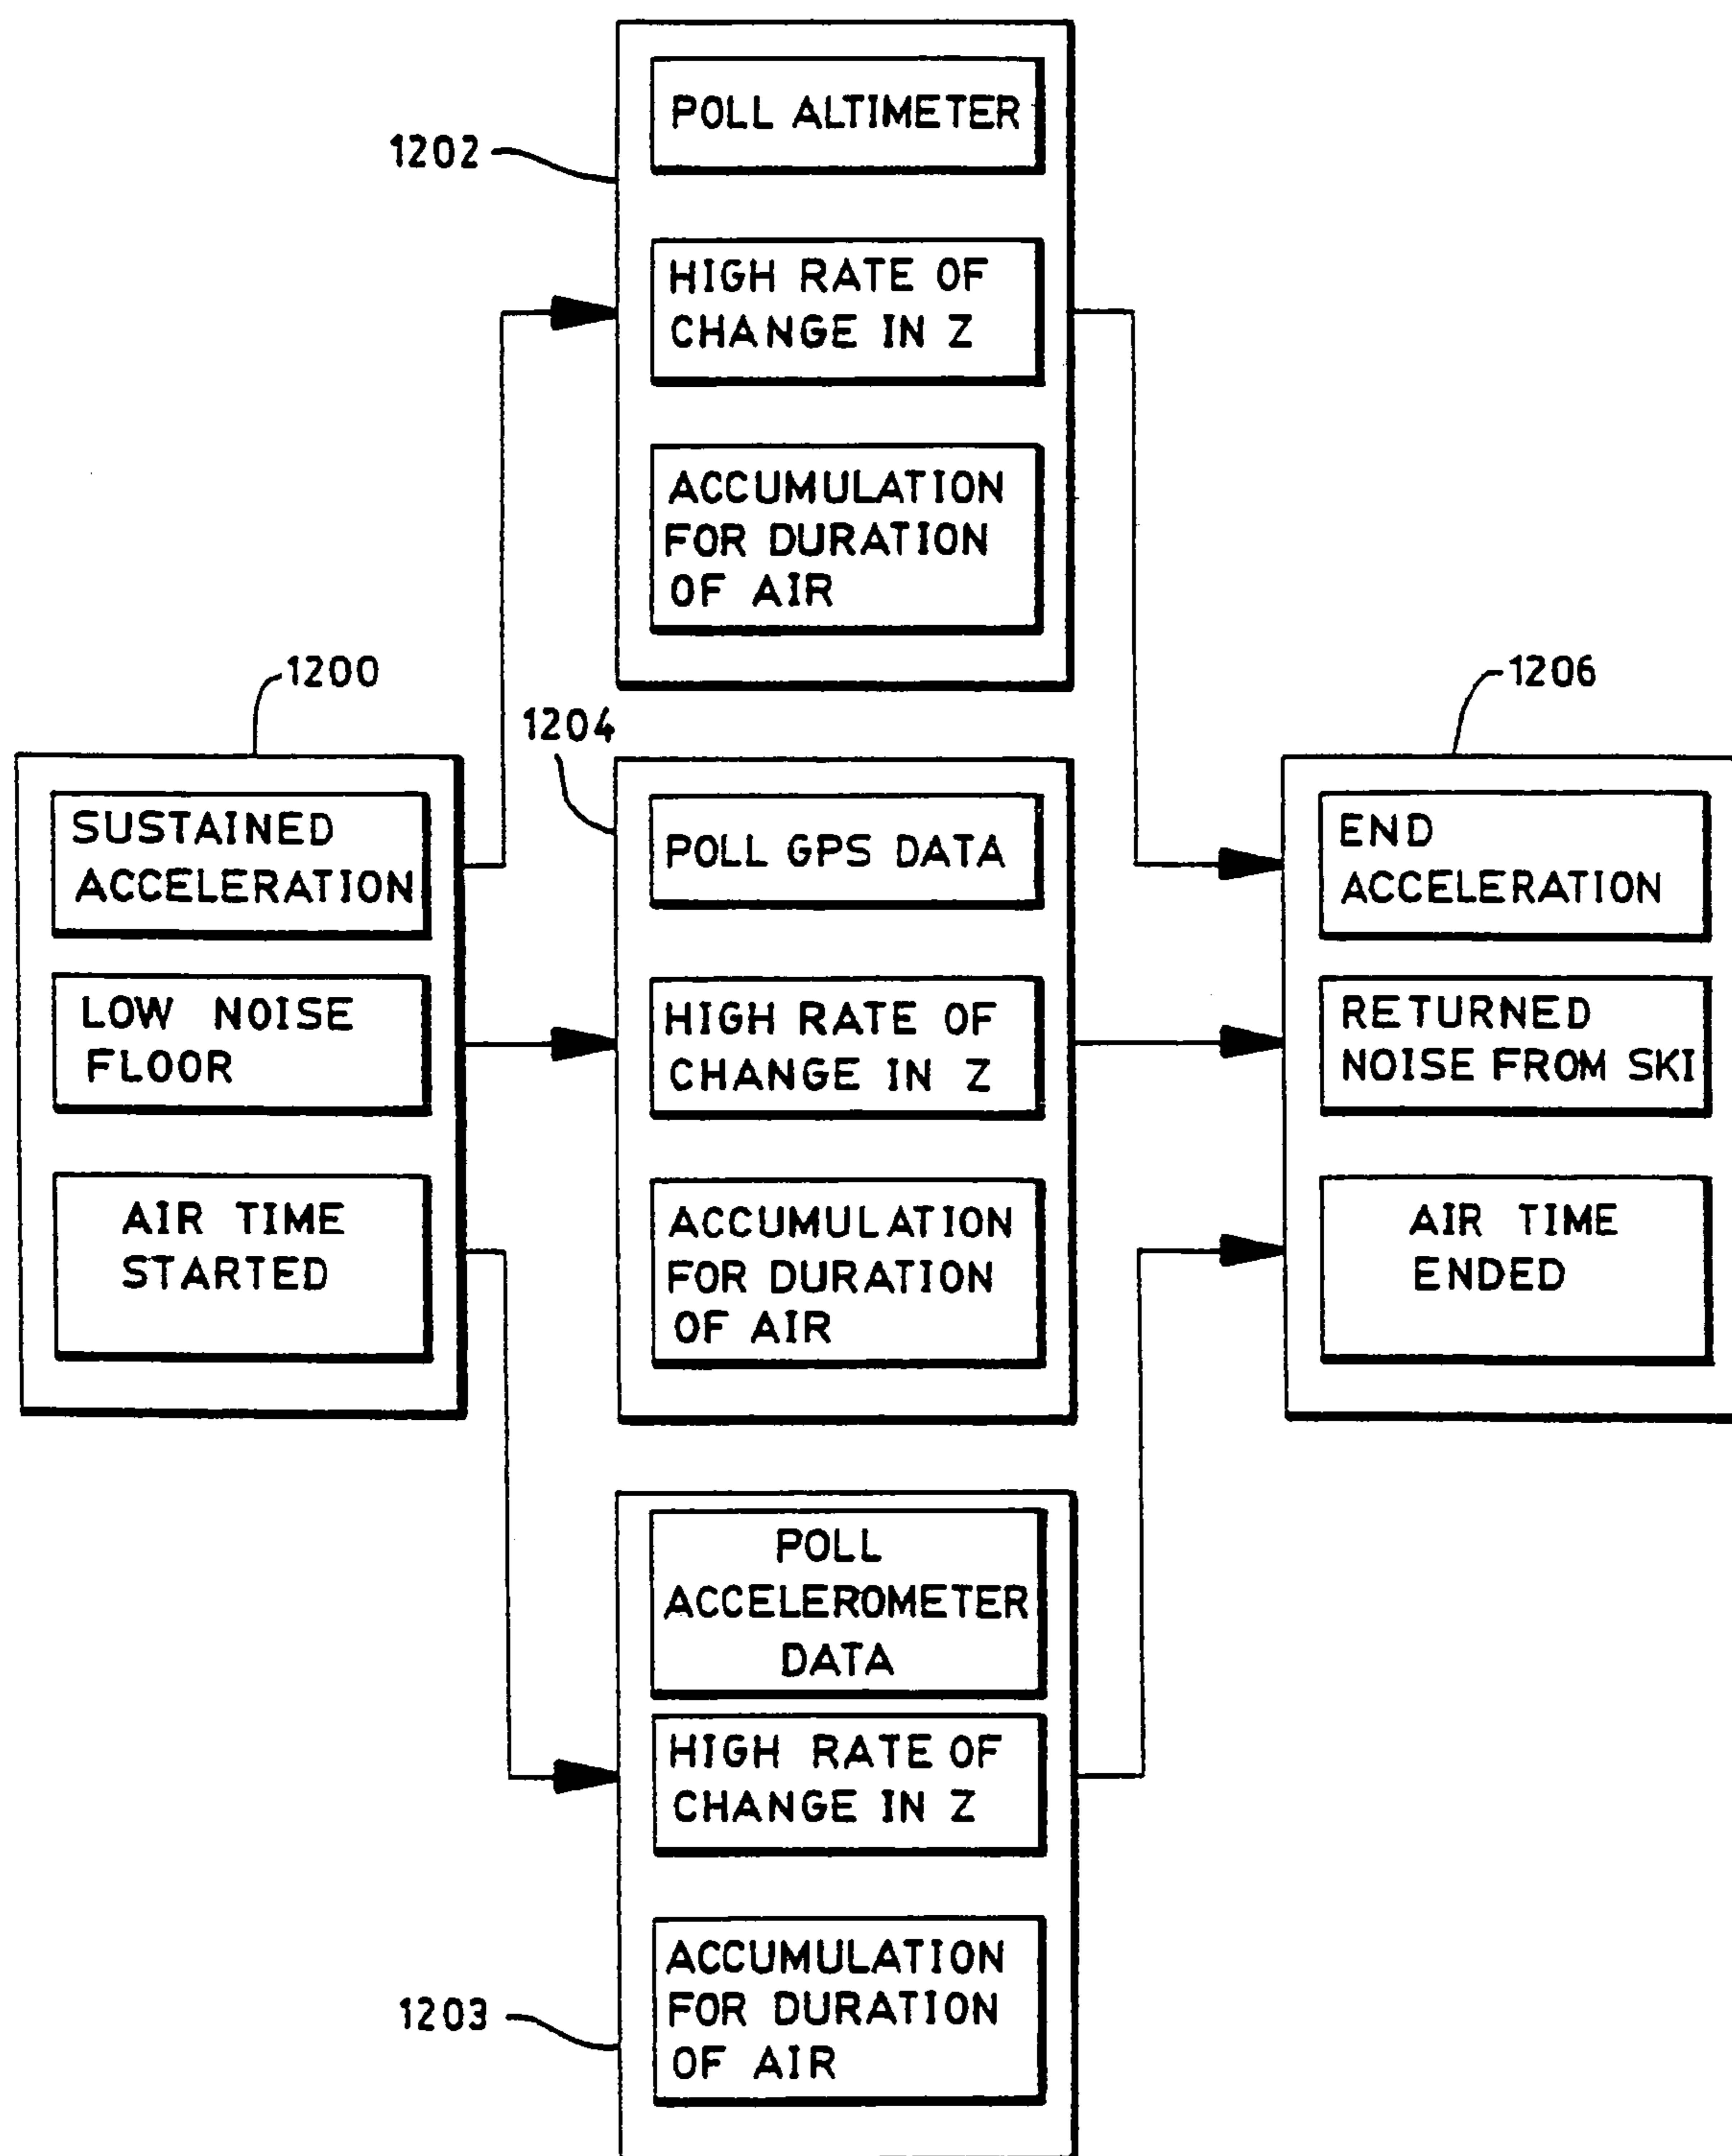 1200
SUSTAINED
ACCELERATION
LOW NOISE
FLOOR
AIR TIME
STARTED
1202
POLL ALTIMETER
HIGH RATE OF
CHANGE IN Z
ACCUMULATION
FOR DURATION
OF AIR
1204
POLL GPS DATA
HIGH RATE OF
CHANGE IN Z
ACCUMULATION
FOR DURATION
OF AIR
1203
POLL
ACCELEROMETER
DATA
HIGH RATE OF
CHANGE IN Z
ACCUMULATION
FOR DURATION
OF AIR
1206
END
ACCELERATION
RETURNED
NOISE FROM SKI
AIR TIME
ENDED